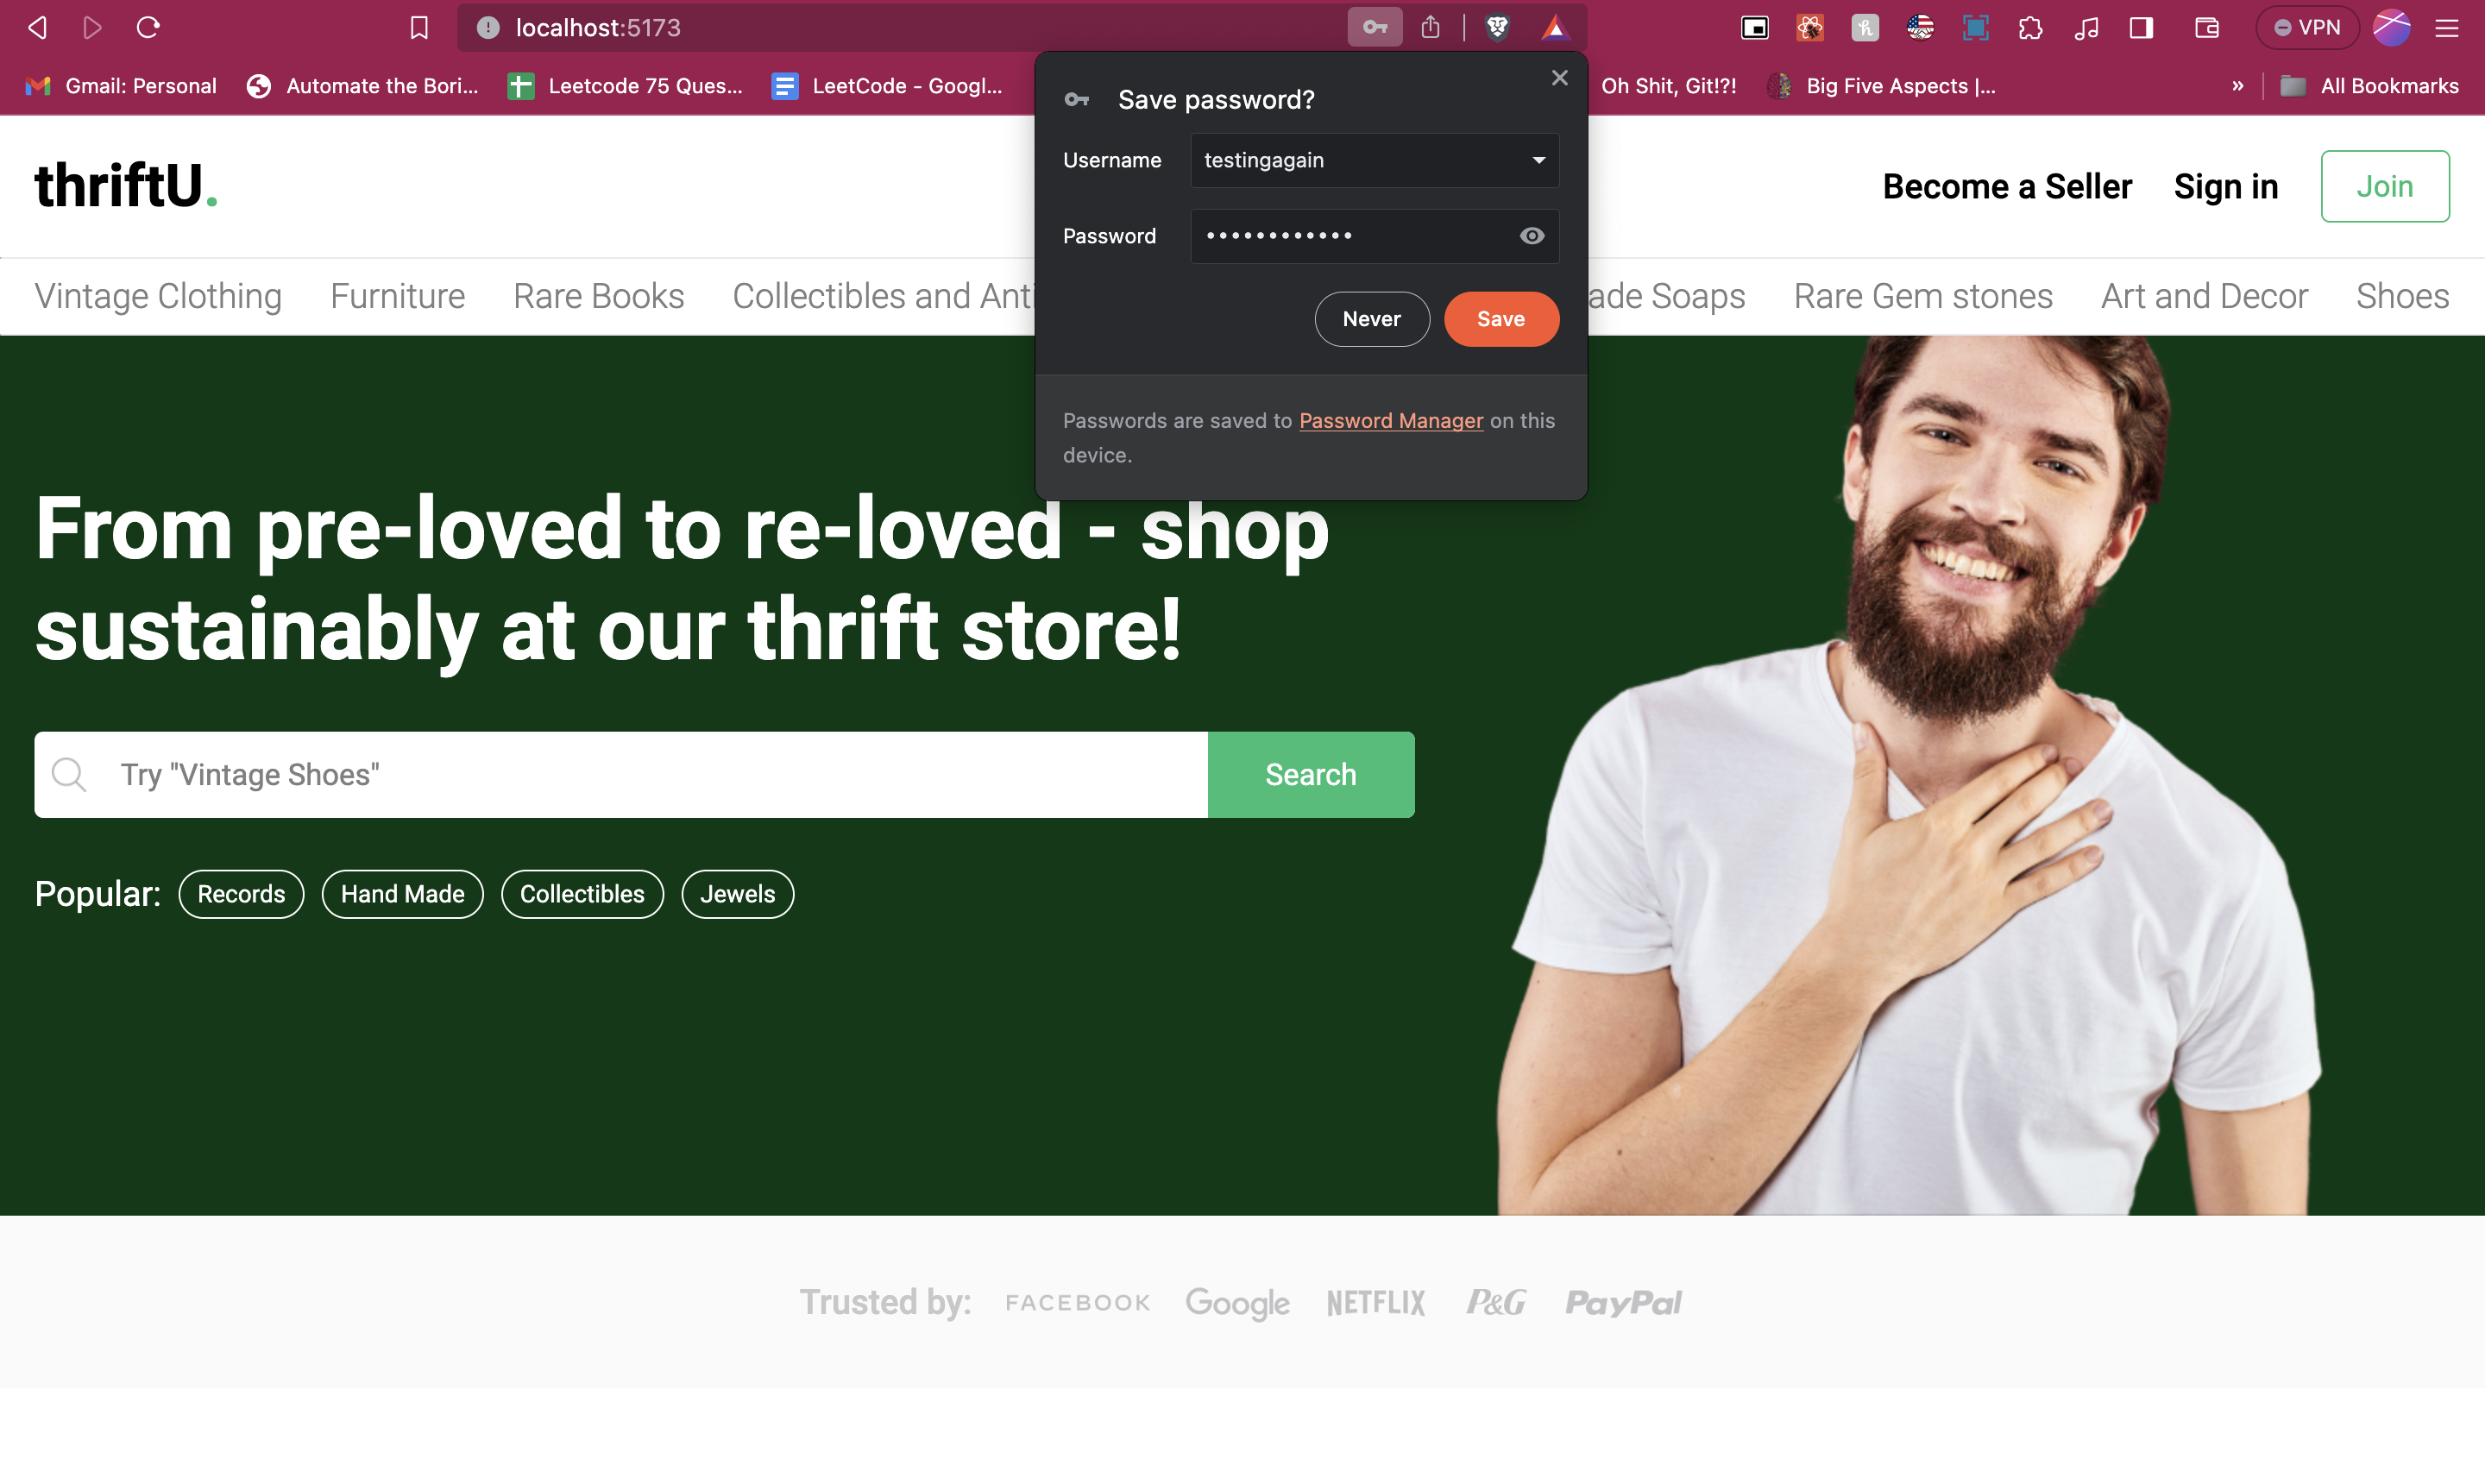 localhost:5173
VPN
Gmail: Personal
Automate the Bori...
Leetcode 75 Ques...
LeetCode - Googl...
Oh Shit, Git!?!
Big Five Aspects |...
»
All Bookmarks
Save password?
Username
testingagain
Password
Never
Save
Passwords are saved to Password Manager on this
device.
thriftU.
Become a Seller
Sign in
Join
Vintage Clothing
Furniture
Rare Books
Collectibles and Anti
ade Soaps
Rare Gem stones
Art and Decor
Shoes
From pre-loved to re-loved - shop
sustainably at our thrift store!
Try "Vintage Shoes"
Search
Popular:
Records
Hand Made
Collectibles
Jewels
Trusted by:
FACEBOOK
Google
NETFLIX
P&G
PayPal